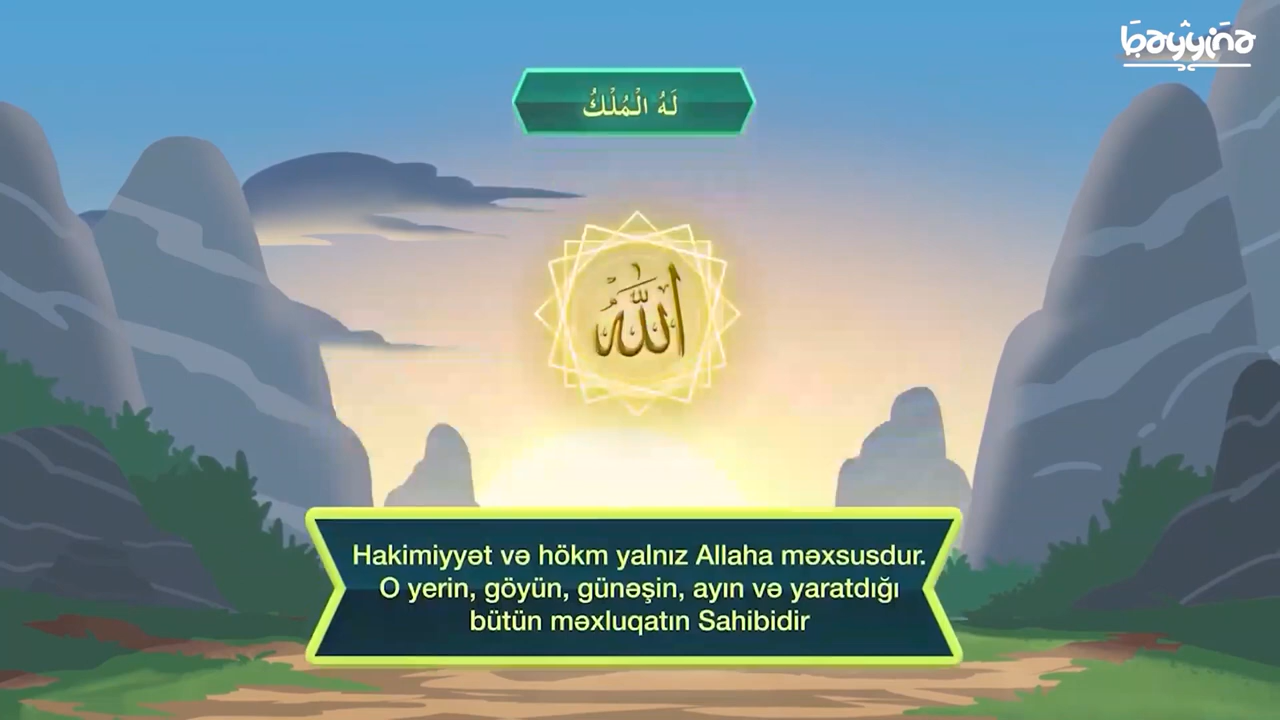 bayyina
لَهُ الْمُلْكُ
الله
Hakimiyyət və hökm yalnız Allaha məxsusdur.
O yerin, göyün, günəşin, ayın və yaratdığı
bütün məxluqatın Sahibidir